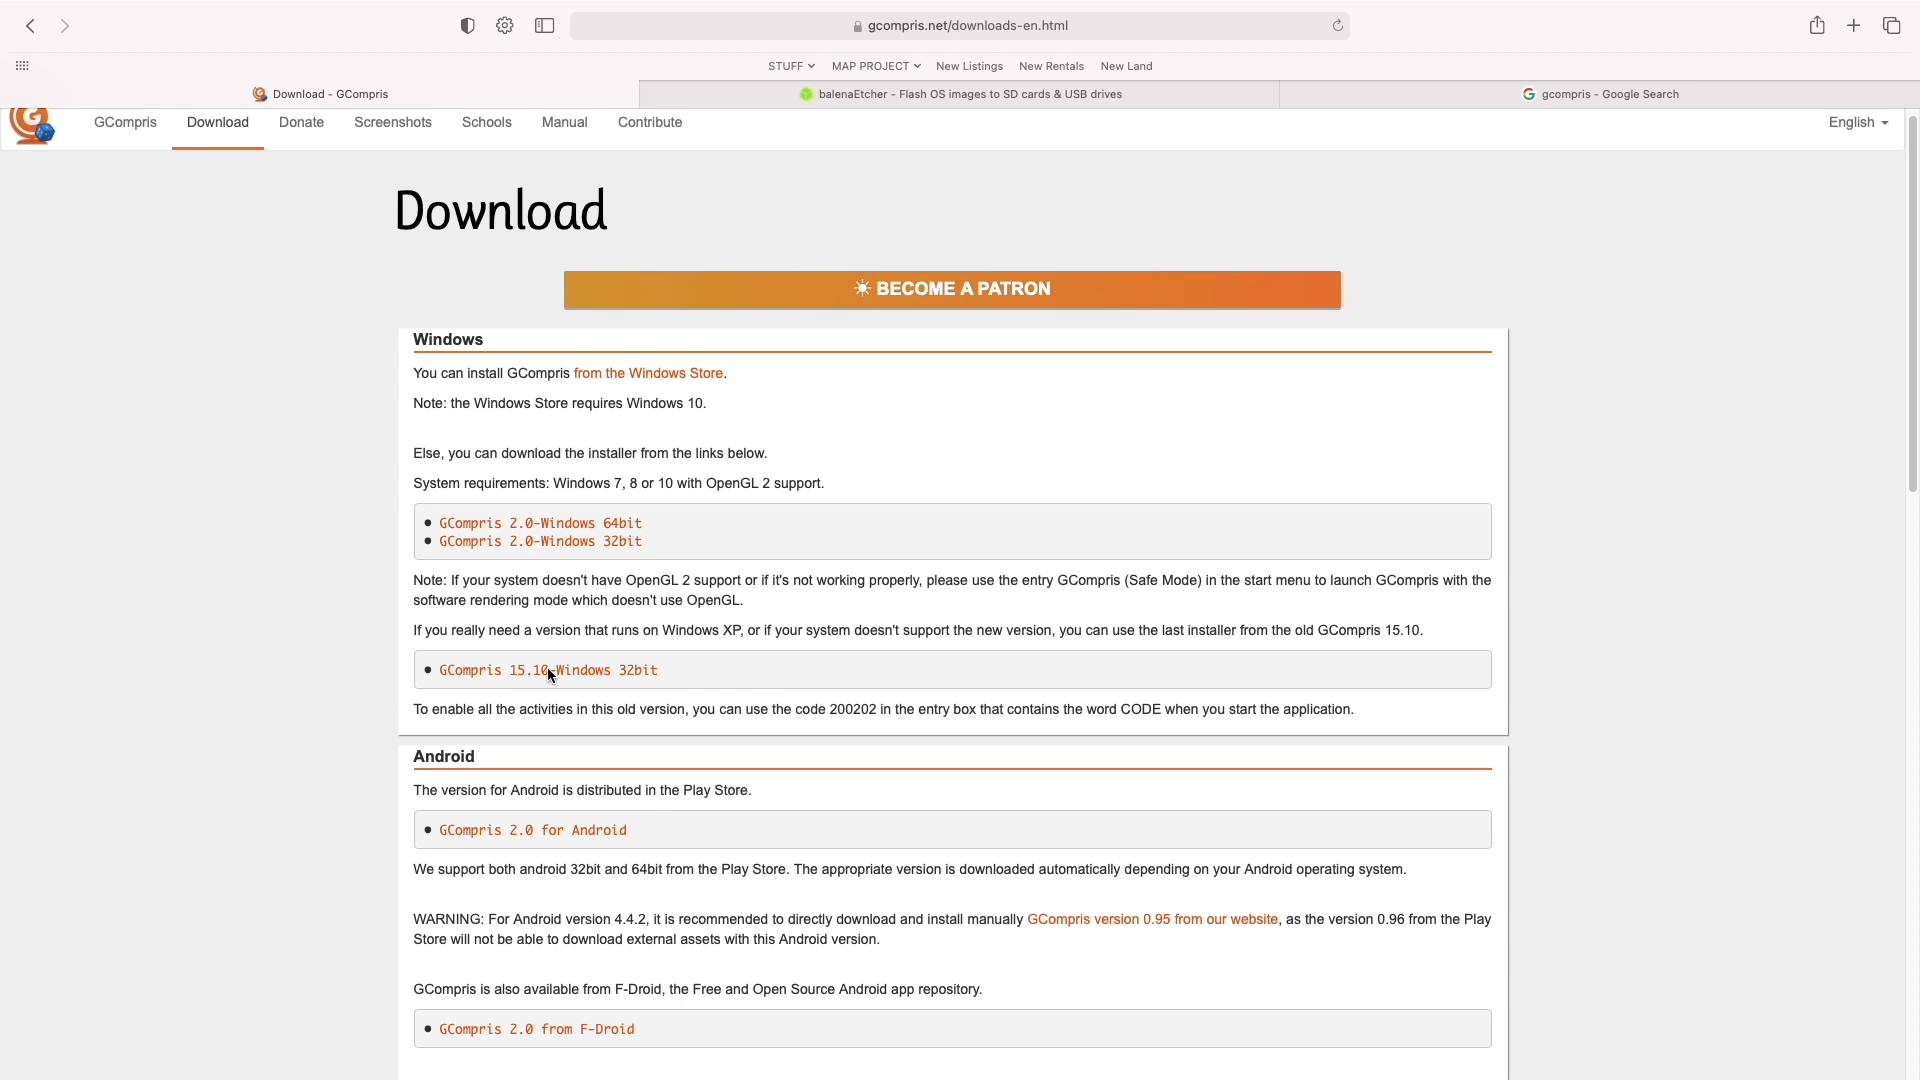 gcompris.net/downloads-en.html
STUFF MAP PROJECT New Listings New Rentals New Land
Download - GCompris balenaEtcher - Flash OS images to SD cards & USB drives gcompris - Google Search
GCompris Download Donate Screenshots Schools Manual Contribute English
Download
BECOME A PATRON
Windows
You can install GCompris from the Windows Store.
Note: the Windows Store requires Windows 10.
Else, you can download the installer from the links below.
System requirements: Windows 7, 8 or 10 with OpenGL 2 support.
GCompris 2.0-Windows 64bit
GCompris 2.0-Windows 32bit
Note: If your system doesn't have OpenGL 2 support or if it's not working properly, please use the entry GCompris (Safe Mode) in the start menu to launch GCompris with the
software rendering mode which doesn't use OpenGL.
If you really need a version that runs on Windows XP, or if your system doesn't support the new version, you can use the last installer from the old GCompris 15.10.
GCompris 15.10-Windows 32bit
To enable all the activities in this old version, you can use the code 200202 in the entry box that contains the word CODE when you start the application.
Android
The version for Android is distributed in the Play Store.
GCompris 2.0 for Android
We support both android 32bit and 64bit from the Play Store. The appropriate version is downloaded automatically depending on your Android operating system.
WARNING: For Android version 4.4.2, it is recommended to directly download and install manually GCompris version 0.95 from our website, as the version 0.96 from the Play
Store will not be able to download external assets with this Android version.
GCompris is also available from F-Droid, the Free and Open Source Android app repository.
GCompris 2.0 from F-Droid